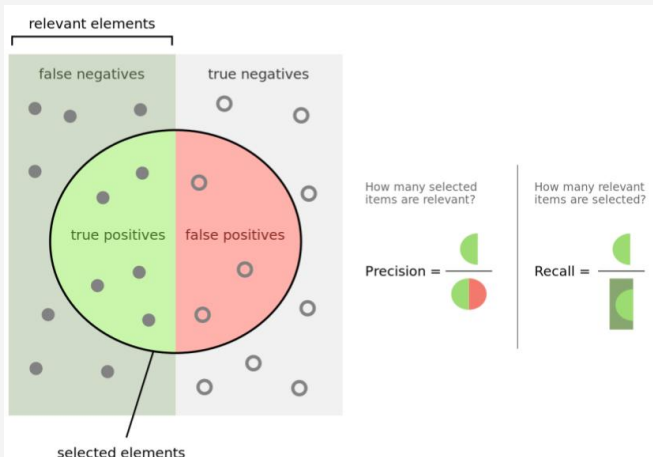 relevant elements
false negatives
true negatives
true positives
false positives
selected elements
How many selected
items are relevant?
Precision =
How many relevant
items are selected?
Recall =